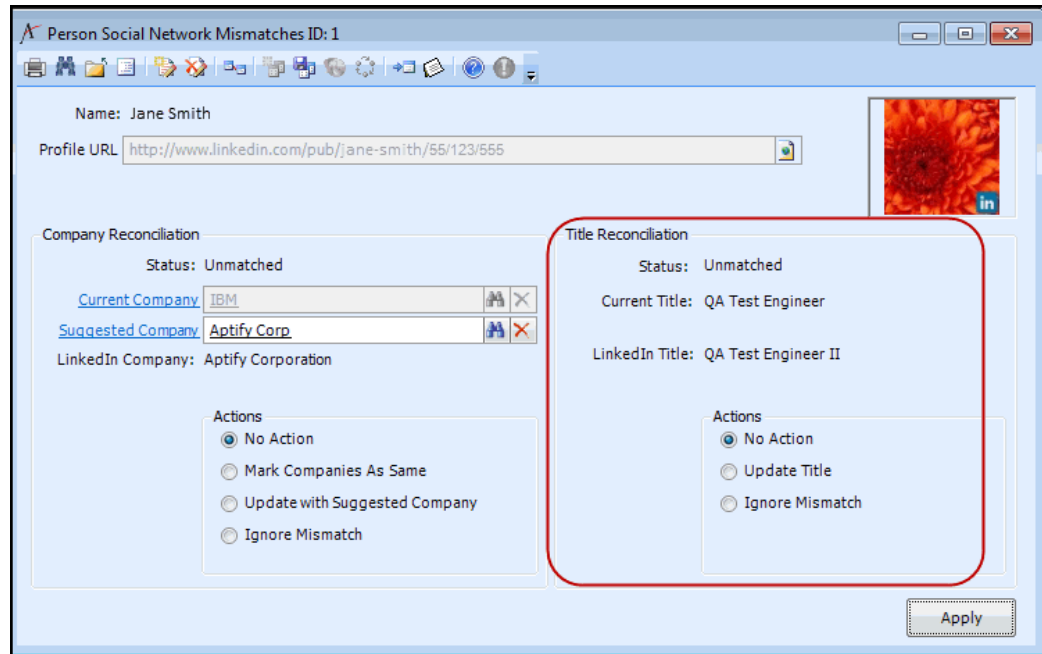 Person Social Network Mismatches ID: 1
Name: Jane Smith
Profile URL http://www.linkedin.com/pub/jane-smith/55/123/555
in
Company Reconciliation
Status: Unmatched
Current Company IBM
Suggested Company Aptify Corp
LinkedIn Company: Aptify Corporation
Actions
No Action
Mark Companies As Same
Update with Suggested Company
Ignore Mismatch
Title Reconciliation
Status: Unmatched
Current Title: QA Test Engineer
LinkedIn Title: QA Test Engineer II
Actions
No Action
Update Title
Ignore Mismatch
Apply